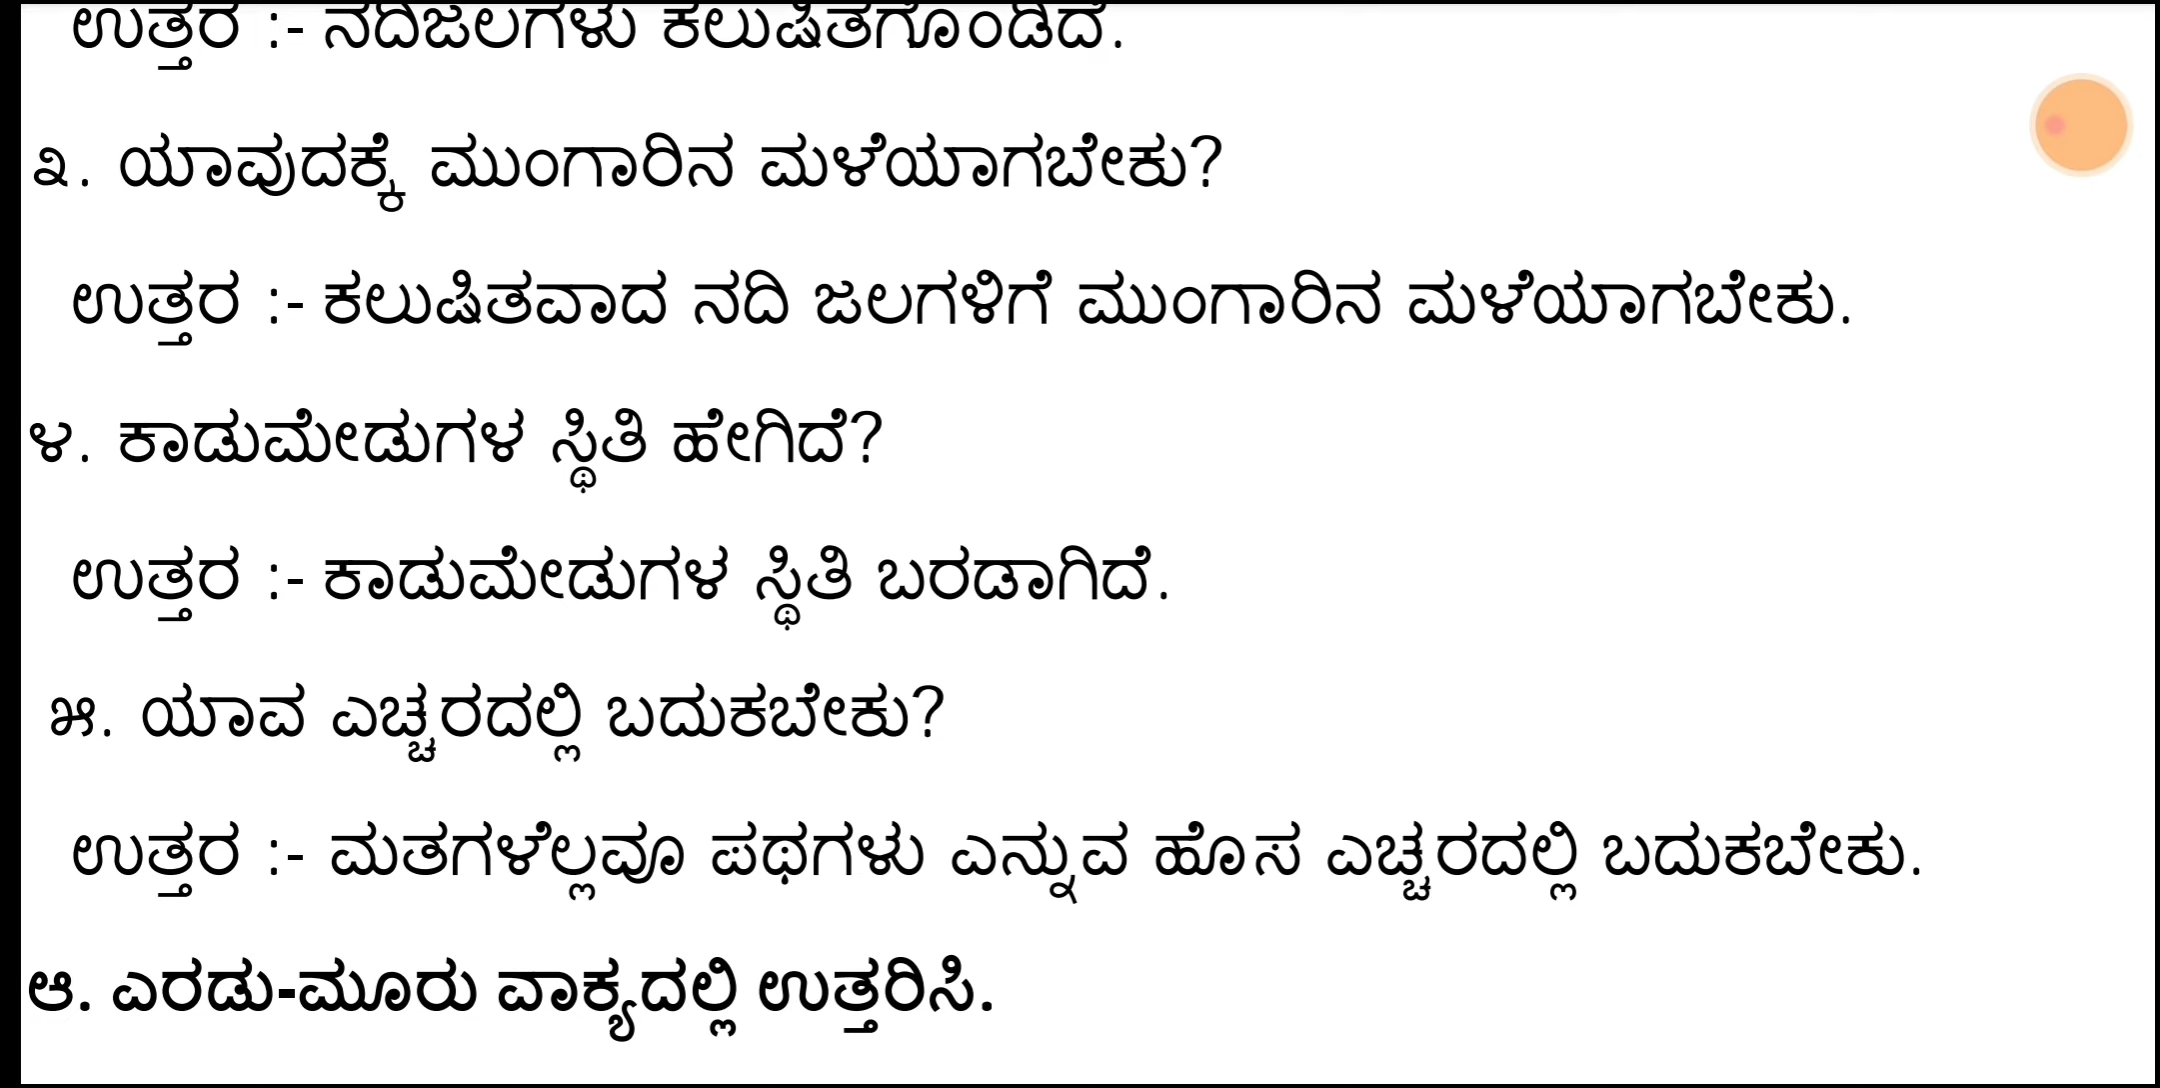 ಉತ್ತರ :- ನದಿಜಲಗಳು ಕಲುಷಿತಗೊಂಡಿದೆ.
೩. ಯಾವುದಕ್ಕೆ ಮುಂಗಾರಿನ ಮಳೆಯಾಗಬೇಕು?
ಉತ್ತರ :- ಕಲುಷಿತವಾದ ನದಿ ಜಲಗಳಿಗೆ ಮುಂಗಾರಿನ ಮಳೆಯಾಗಬೇಕು.
೪. ಕಾಡುಮೇಡುಗಳ ಸ್ಥಿತಿ ಹೇಗಿದೆ?
ಉತ್ತರ :- ಕಾಡುಮೇಡುಗಳ ಸ್ಥಿತಿ ಬರಡಾಗಿದೆ.
೫. ಯಾವ ಎಚ್ಚರದಲ್ಲಿ ಬದುಕಬೇಕು?
ಉತ್ತರ :- ಮತಗಳೆಲ್ಲವೂ ಪಥಗಳು ಎನ್ನುವ ಹೊಸ ಎಚ್ಚರದಲ್ಲಿ ಬದುಕಬೇಕು.
ಆ. ಎರಡು-ಮೂರು ವಾಕ್ಯದಲ್ಲಿ ಉತ್ತರಿಸಿ.